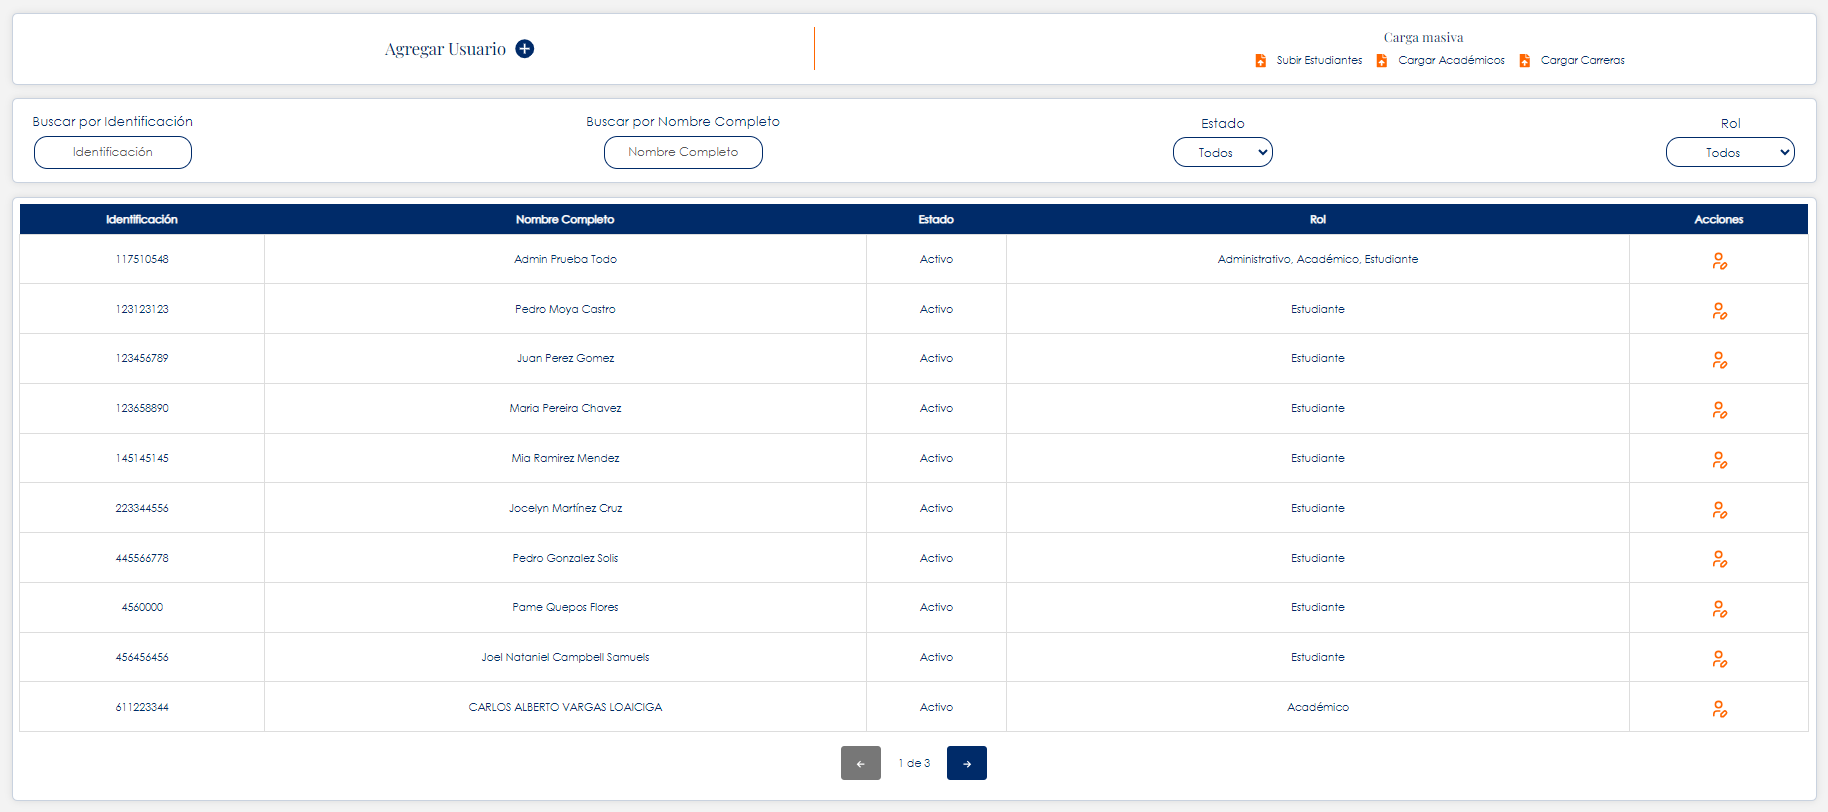 Agregar Usuario
Carga masiva
Subir Estudiantes Cargar Académicos Cargar Carreras
Buscar por Identificación Buscar por Nombre Completo Estado Rol
Identificación Nombre Completo Todos Todos
Identificación Nombre Completo Estado Rol Acciones
117510548 Admin Prueba Todo Activo Administrativo, Académico, Estudiante
123123123 Pedro Moya Castro Activo Estudiante
123456789 Juan Perez Gomez Activo Estudiante
123658890 Maria Pereira Chavez Activo Estudiante
145145145 Mia Ramirez Mendez Activo Estudiante
223344556 Jocelyn Martínez Cruz Activo Estudiante
445566778 Pedro Gonzalez Solis Activo Estudiante
4560000 Pame Quepos Flores Activo Estudiante
456456456 Joel Nataniel Campbell Samuels Activo Estudiante
611223344 CARLOS ALBERTO VARGAS LOAICIGA Activo Académico
1 de 3